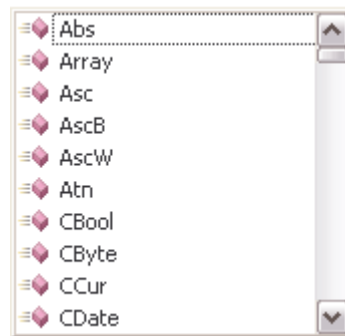 Abs
Array
Asc
AscB
AscW
Atn
CBool
CByte
CCur
CDate